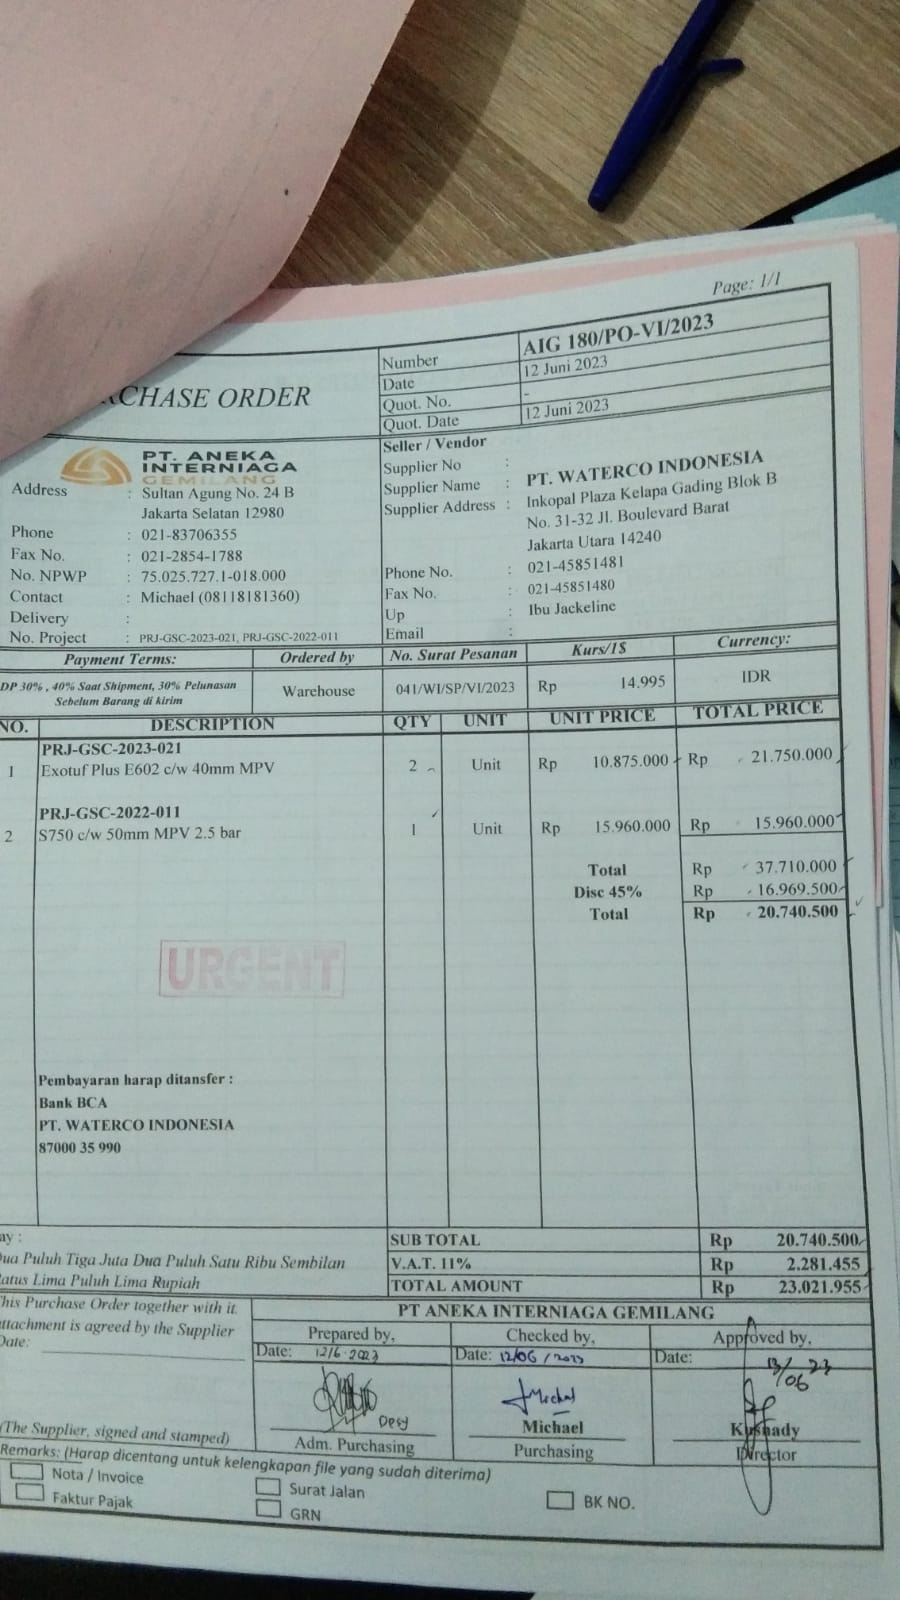 Page: 1/1
CHASE ORDER
Number AIG 180/PO-VI/2023
Date 12 Juni 2023
Quot. No. -
Quot. Date 12 Juni 2023
PT. ANEKA
INTERNIAGA
GEMILANG
Address : Sultan Agung No. 24 B
Jakarta Selatan 12980
Phone : 021-83706355
Fax No. : 021-2854-1788
No. NPWP : 75.025.727.1-018.000
Contact : Michael (08118181360)
Delivery :
No. Project : PRJ-GSC-2023-021, PRJ-GSC-2022-011
Seller / Vendor
Supplier No :
Supplier Name : PT. WATERCO INDONESIA
Supplier Address : Inkopal Plaza Kelapa Gading Blok B
No. 31-32 Jl. Boulevard Barat
Jakarta Utara 14240
Phone No. : 021-45851481
Fax No. : 021-45851480
Up : Ibu Jackeline
Email :
Payment Terms: Ordered by No. Surat Pesanan Kurs/1$ Currency:
DP 30% , 40% Saat Shipment, 30% Pelunasan
Sebelum Barang di kirim
Warehouse 041/WI/SP/VI/2023 Rp 14.995 IDR
NO. DESCRIPTION QTY UNIT UNIT PRICE TOTAL PRICE
PRJ-GSC-2023-021
1 Exotuf Plus E602 c/w 40mm MPV 2 Unit Rp 10.875.000 Rp 21.750.000
PRJ-GSC-2022-011
2 S750 c/w 50mm MPV 2.5 bar 1 Unit Rp 15.960.000 Rp 15.960.000
Total Rp 37.710.000
Disc 45% Rp 16.969.500
Total Rp 20.740.500
URGENT
Pembayaran harap ditansfer :
Bank BCA
PT. WATERCO INDONESIA
87000 35 990
ay :
ua Puluh Tiga Juta Dua Puluh Satu Ribu Sembilan
atus Lima Puluh Lima Rupiah
SUB TOTAL Rp 20.740.500
V.A.T. 11% Rp 2.281.455
TOTAL AMOUNT Rp 23.021.955
his Purchase Order together with it
ttachment is agreed by the Supplier
Date:
(The Supplier, signed and stamped)
PT ANEKA INTERNIAGA GEMILANG
Prepared by, Checked by, Approved by,
Date: 12/6-2023 Date: 12/06/2023 Date: 13/06 23
Desy Michael
Michael Kushady
Adm. Purchasing Purchasing Director
Remarks: (Harap dicentang untuk kelengkapan file yang sudah diterima)
Nota / Invoice Surat Jalan BK NO.
Faktur Pajak GRN